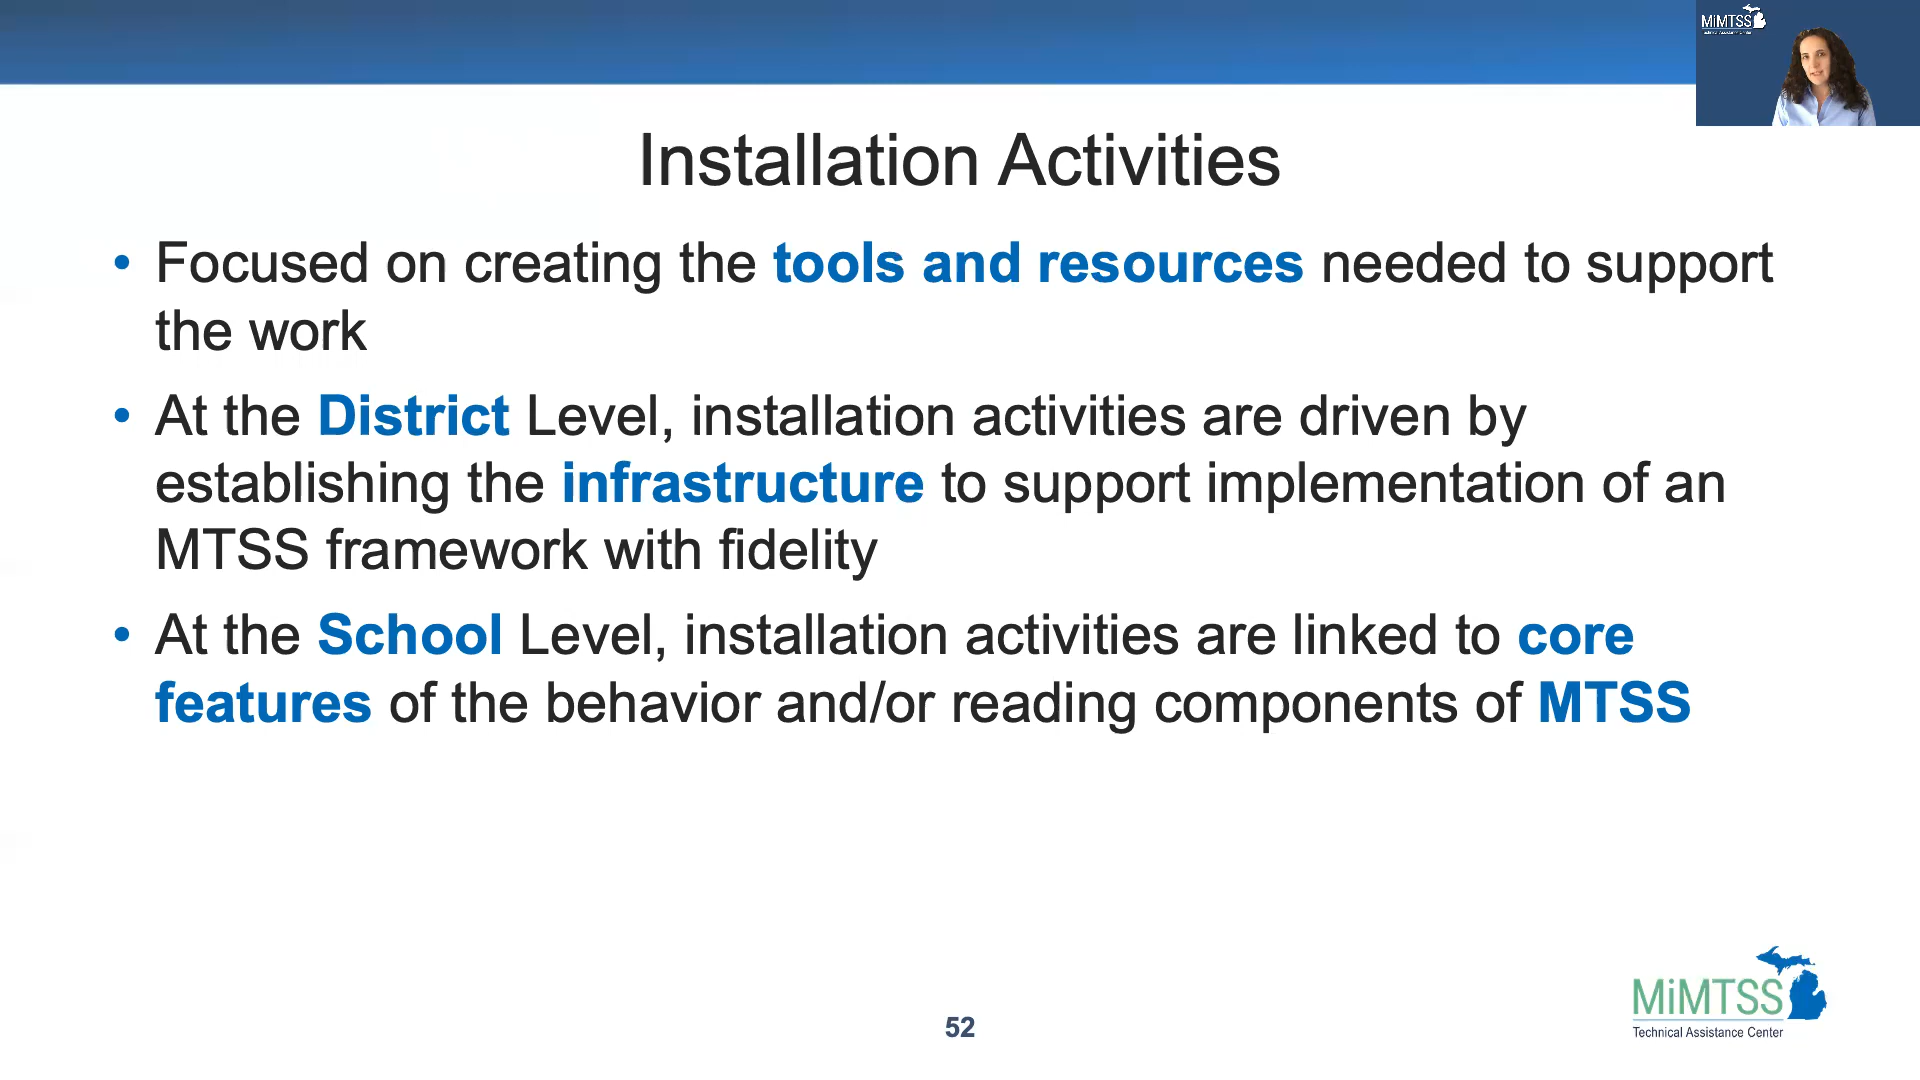 MiMTSS
Technical Assistance Center
Installation Activities
• Focused on creating the tools and resources needed to support
the work
• At the District Level, installation activities are driven by
establishing the infrastructure to support implementation of an
MTSS framework with fidelity
• At the School Level, installation activities are linked to core
features of the behavior and/or reading components of MTSS
52
MiMTSS
Technical Assistance Center